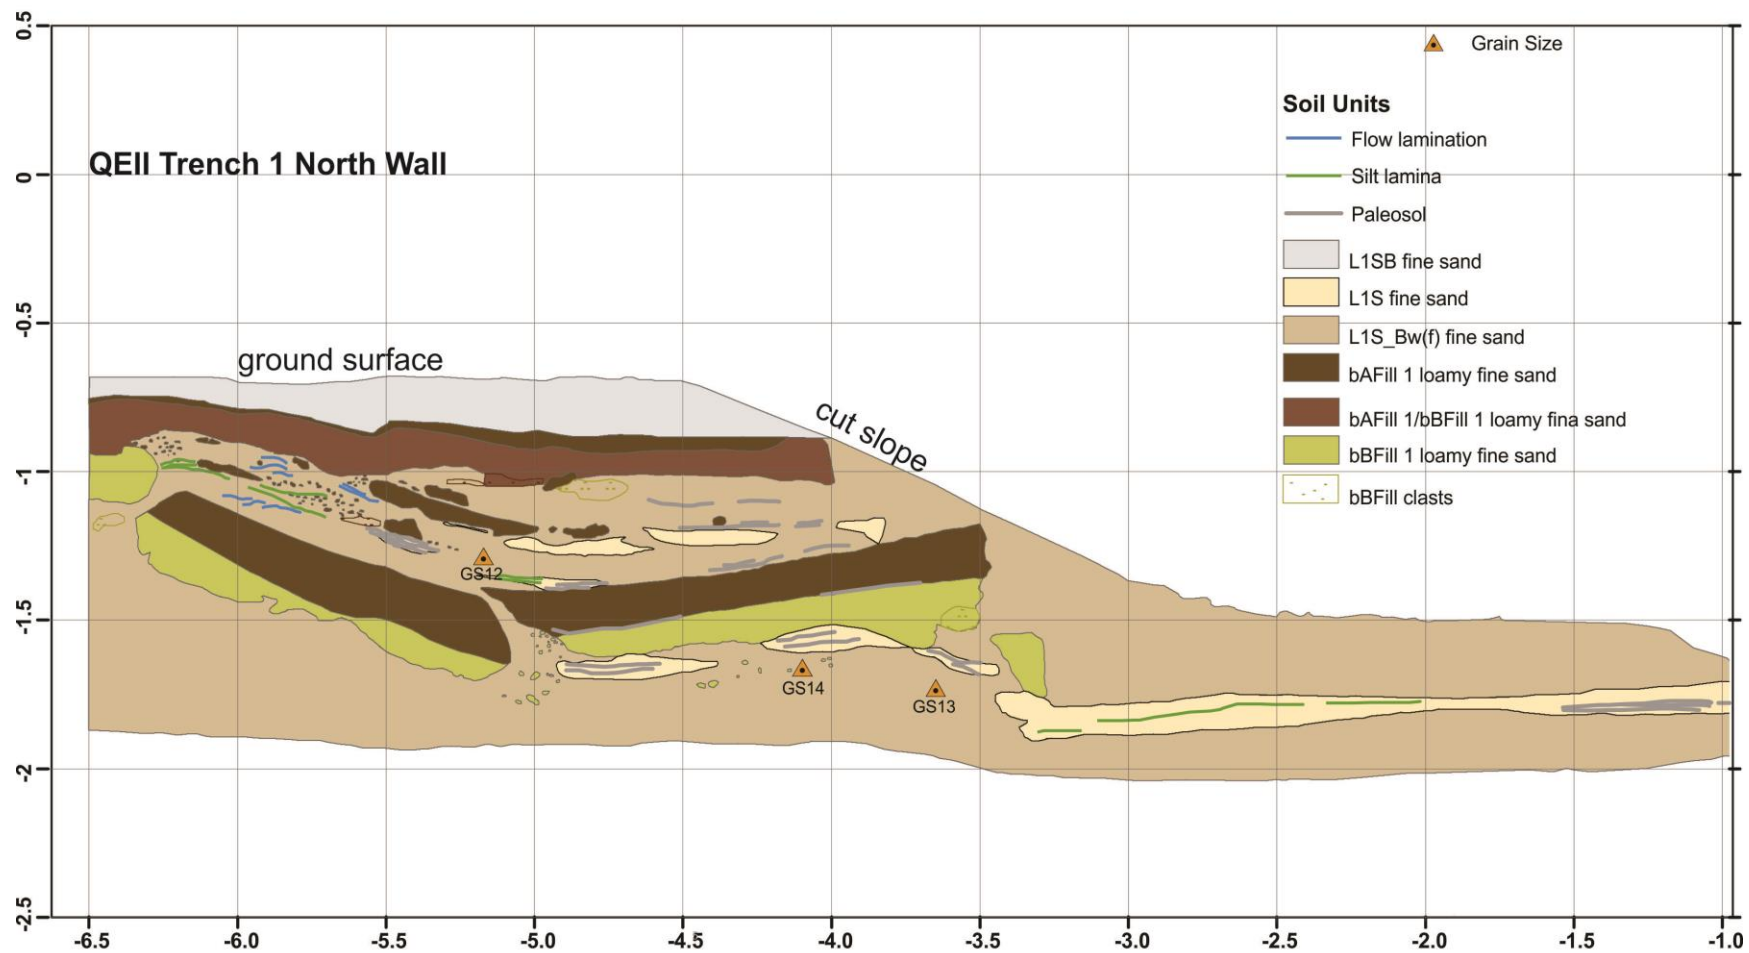 0.5
Grain Size
Soil Units
Flow lamination
QEII Trench 1 North Wall
0
Silt lamina
Paleosol
L1SB fine sand
L1S fine sand
-0.5
L1S_Bw(f) fine sand
ground surface
bAFill 1 loamy fine sand
cut slope
bAFill 1/bBFill 1 loamy fina sand
bBFill 1 loamy fine sand
-1
bBFill clasts
GS12
-1.5
GS14
GS13
-2
-2.5
-6.5 -6.0 -5.5 -5.0 -4.5 -4.0 -3.5 -3.0 -2.5 -2.0 -1.5 -1.0